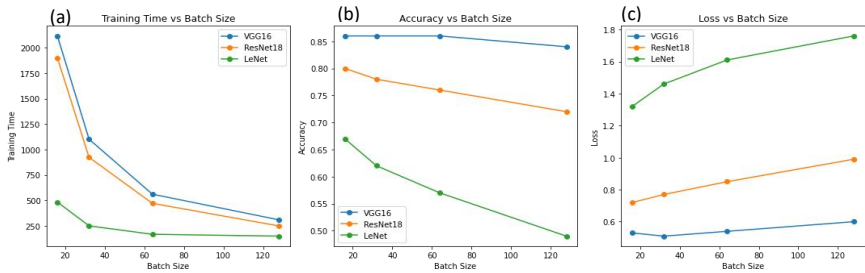 (a)
Training Time vs Batch Size
VGG16
ResNet18
LeNet
2000
1750
1500
1250
1000
750
500
250
Training Time
20
40
60
80
100
120
Batch Size
(b)
Accuracy vs Batch Size
0.85
0.80
0.75
0.70
0.65
0.60
0.55
0.50
Accuracy
VGG16
ResNet18
LeNet
20
40
60
80
100
120
Batch Size
(c)
Loss vs Batch Size
VGG16
ResNet18
LeNet
1.8
1.6
1.4
1.2
1.0
0.8
0.6
Loss
20
40
60
80
100
120
Batch Size